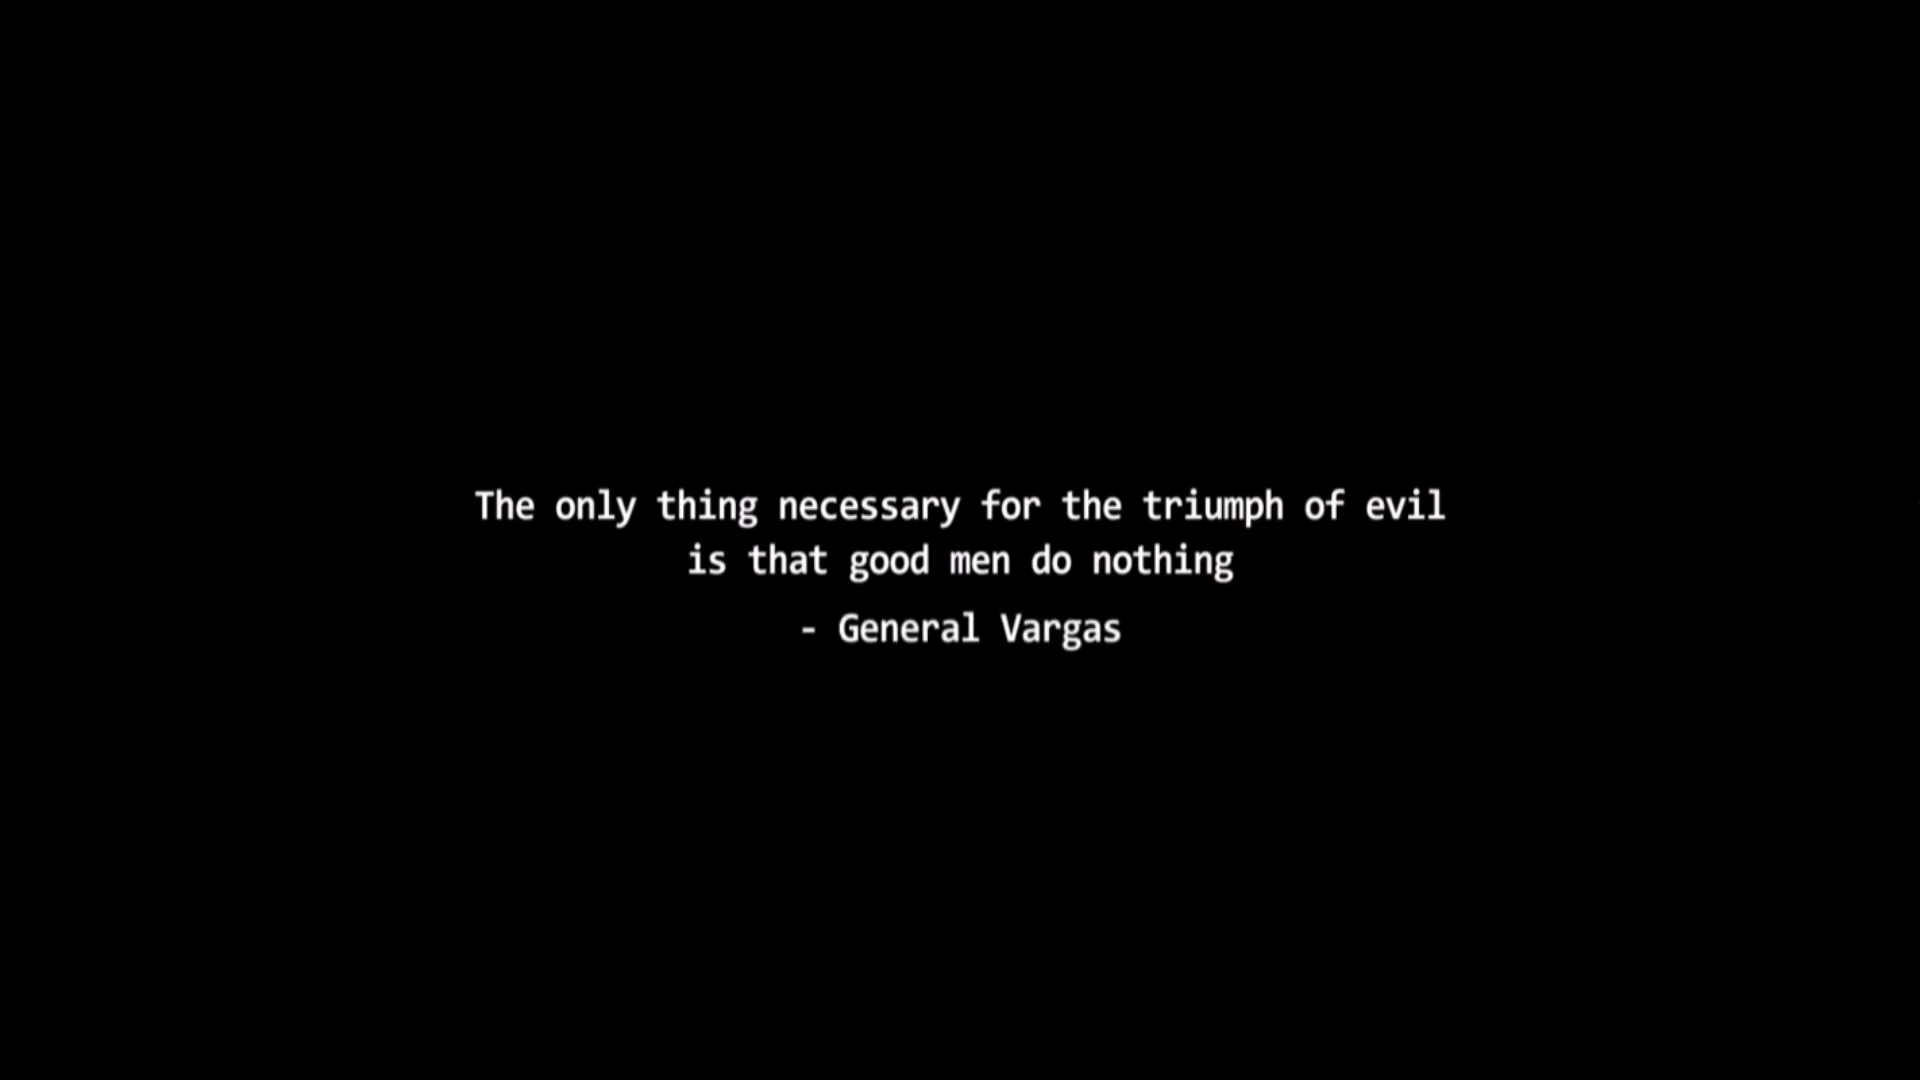 The only thing necessary for the triumph of evil
is that good men do nothing
- General Vargas